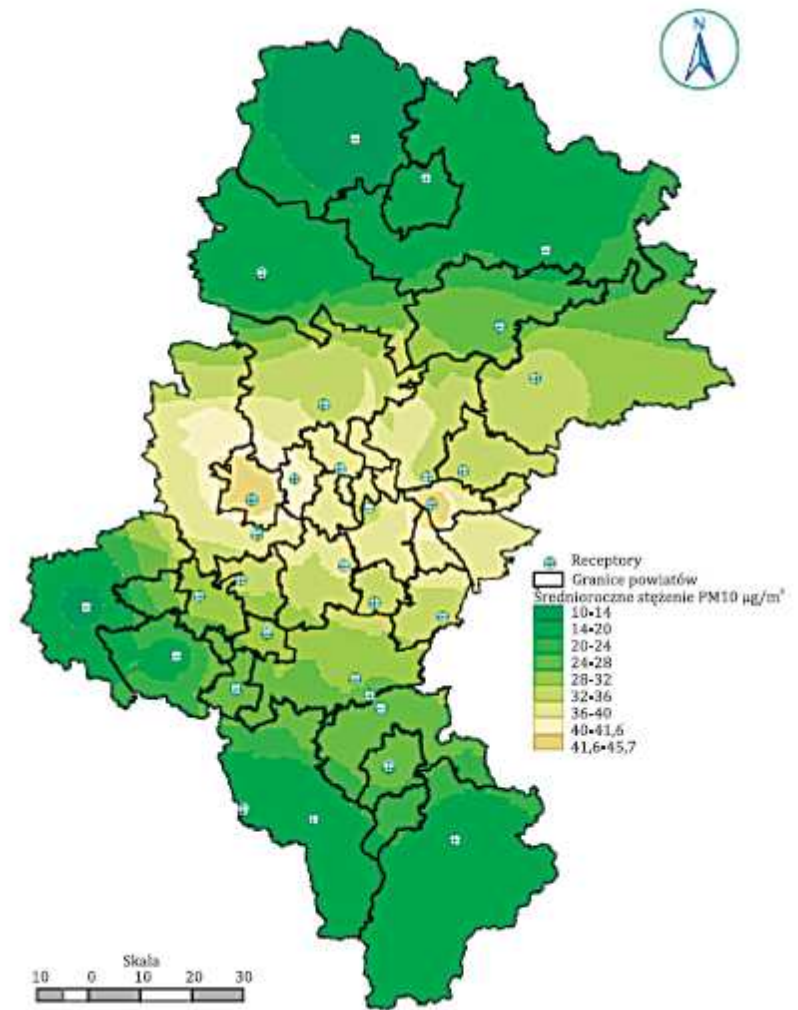 N
Receptory
Granice powiatów
Średnioroczne stężenie PM10 µg/m³
10-14
14-20
20-24
24-28
28-32
32-36
36-40
40-41,6
41,6-45,7
Skala
10 0 10 20 30